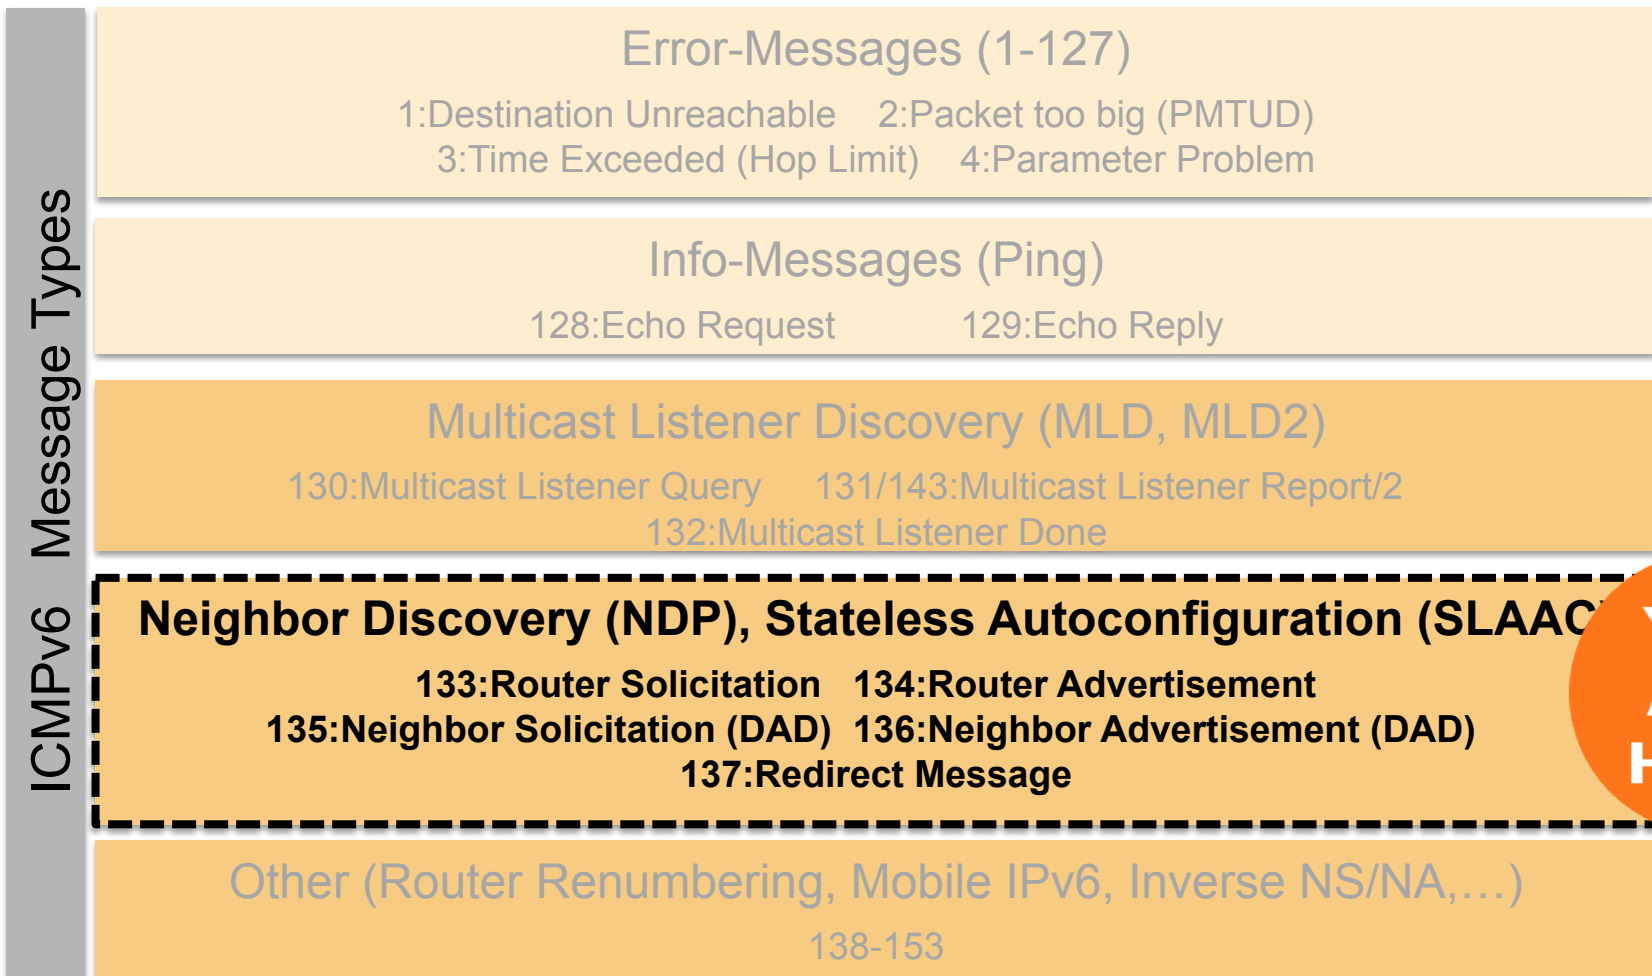 ICMPv6 Message Types
Error-Messages (1-127)
1:Destination Unreachable 2:Packet too big (PMTUD)
3:Time Exceeded (Hop Limit) 4:Parameter Problem
Info-Messages (Ping)
128:Echo Request 129:Echo Reply
Multicast Listener Discovery (MLD, MLD2)
130:Multicast Listener Query 131/143:Multicast Listener Report/2
132:Multicast Listener Done
Neighbor Discovery (NDP), Stateless Autoconfiguration (SLAAC)
133:Router Solicitation 134:Router Advertisement
135:Neighbor Solicitation (DAD) 136:Neighbor Advertisement (DAD)
137:Redirect Message
Other (Router Renumbering, Mobile IPv6, Inverse NS/NA,…)
138-153